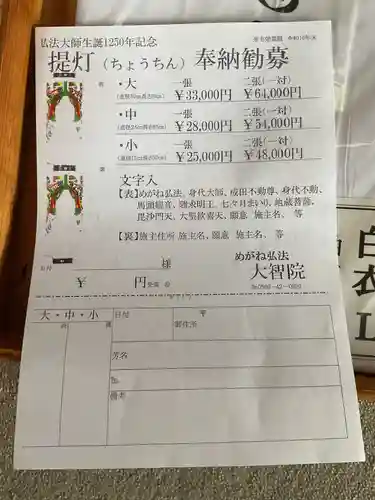 弘法大師生誕1250年記念
提灯（ちょうちん）奉納勧募
・大 一張 二張(一対)
￥33,000円 ￥64,000円
・中 一張 二張(一対)
￥28,000円 ￥54,000円
・小 一張 二張(一対)
￥25,000円 ￥48,000円
文字入
【表】めがね弘法、身代大師、成田不動尊、身代不動、
馬頭観音、愛染明王、七々月まいり、地蔵菩薩、
毘沙門天、大聖歓喜天、願意 施主名、 等
【裏】施主住所 施主名、願意 施主名、 等
様
めがね弘法
大智院
￥ 円
大・中・小
日付
〒
御住所
芳名
℡
備考
白衣